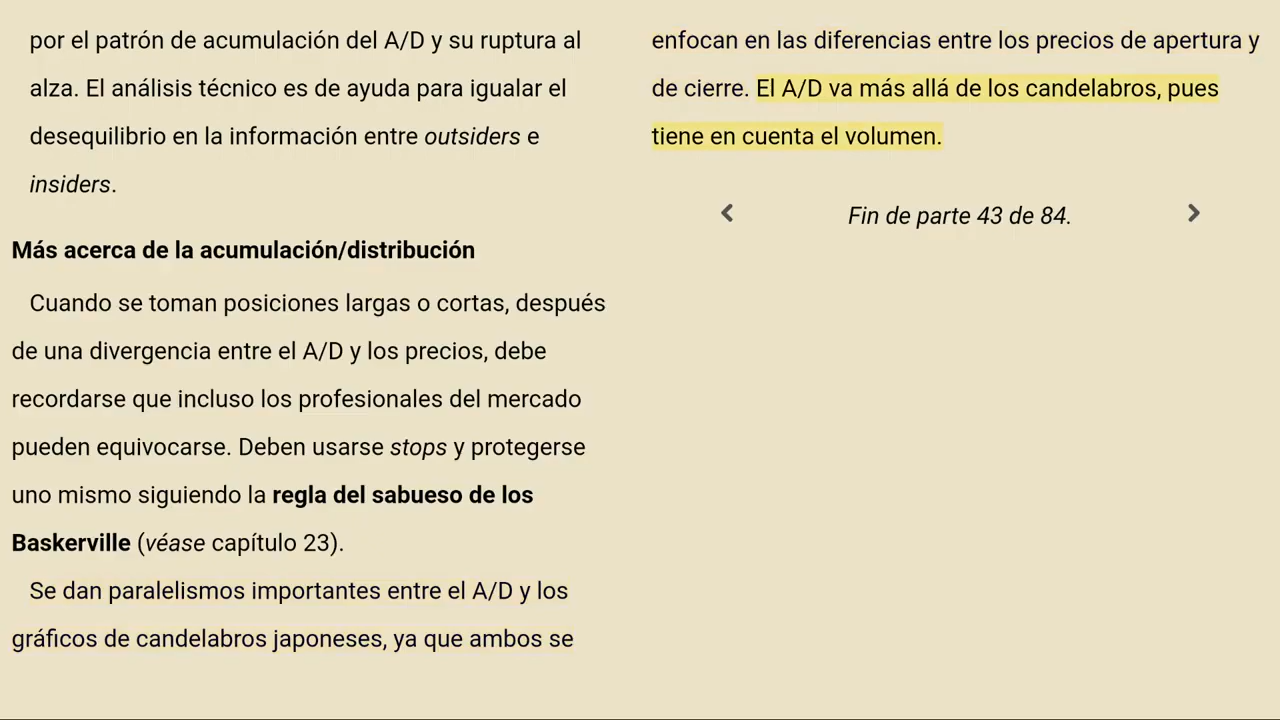 por el patrón de acumulación del A/D y su ruptura al
alza. El análisis técnico es de ayuda para igualar el
desequilibrio en la información entre outsiders e
insiders.
Más acerca de la acumulación/distribución
Cuando se toman posiciones largas o cortas, después
de una divergencia entre el A/D y los precios, debe
recordarse que incluso los profesionales del mercado
pueden equivocarse. Deben usarse stops y protegerse
uno mismo siguiendo la regla del sabueso de los
Baskerville (véase capítulo 23).
Se dan paralelismos importantes entre el A/D y los
gráficos de candelabros japoneses, ya que ambos se
enfocan en las diferencias entre los precios de apertura y
de cierre. El A/D va más allá de los candelabros, pues
tiene en cuenta el volumen.
Fin de parte 43 de 84.